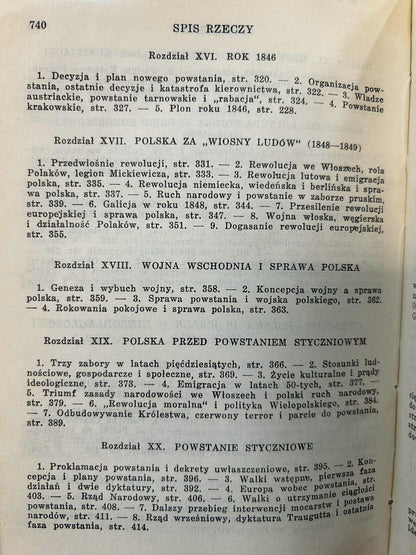 740
SPIS RZECZY
Rozdział XVI. ROK 1846
1. Decyzja i plan nowego powstania, str. 320. — 2. Organizacja pow-
stania, ostatnie decyzje i katastrofa kierownictwa, str. 322. — 3. Władze
austriackie, powstanie tarnowskie i „rabacja", str. 324. — 4. Powstanie
krakowskie, str. 327. — 5. Plon roku 1846, str. 228.
Rozdział XVII. POLSKA ZA „WIOSNY LUDÓW" (1848—1849)
1. Przedwiośnie rewolucji, str. 331. — 2. Rewolucja we Włoszech, rola
Polaków, legion Mickiewicza, str. 333. — 3. Rewolucja lutowa i emigracja
polska, str. 335. — 4. Rewolucja niemiecka, wiedeńska i berlińska i spra-
wa polska, str. 337. — 5. Ruch narodowy i powstanie w zaborze pruskim,
str. 339. — 6. Galicja w roku 1848, str. 344. — 7. Przesilenie rewolucji
europejskiej i sprawa polska, str. 347. — 8. Wojna włoska, węgierska
i działalność Polaków, str. 351. — 9. Dogasanie rewolucji europejskiej,
str. 355.
Rozdział XVIII. WOJNA WSCHODNIA I SPRAWA POLSKA
1. Geneza i wybuch wojny, str. 357. — 2. Koncepcja wojny a sprawa
polska, str. 359. — 3. Sprawa powstania i wojska polskiego, str. 362.
— 4. Rokowania pokojowe i sprawa polska, str. 363.
Rozdział XIX. POLSKA PRZED POWSTANIEM STYCZNIOWYM
1. Trzy zabory w latach pięćdziesiątych, str. 366. — 2. Stosunki lud-
nościowe, gospodarcze i społeczne, str. 369. — 3. Życie kulturalne i prądy
ideologiczne, str. 373. — 4. Emigracja w latach 50-tych, str. 377. —
5. Triumf zasady narodowości we Włoszech i polski ruch narodowy,
str. 379. — 6. „Rewolucja moralna" i polityka Wielopolskiego, str. 384.
— 7. Odbudowywanie Królestwa, czerwony terror i parcie do powstania,
str. 389.
Rozdział XX. POWSTANIE STYCZNIOWE
1. Proklamacja powstania i dekrety uwłaszczeniowe, str. 395. — 2. Kon-
cepcja i plany powstania, str. 396. — 3. Walki wstępne, pierwsza faza
działań i dwie dyktatury, str. 392. — 4. Europa wobec powstania, str.
403. — 5. Rząd Narodowy, str. 406. — 6. Walki o utrzymanie ciągłości
powstania, str. 408. — 7. Dalszy przebieg interwencji mocarstw i postawa
narodów, str. 411. — 8. Rząd wrześniowy, dyktatura Traugutta i ostatnia
faza powstania, str. 414.